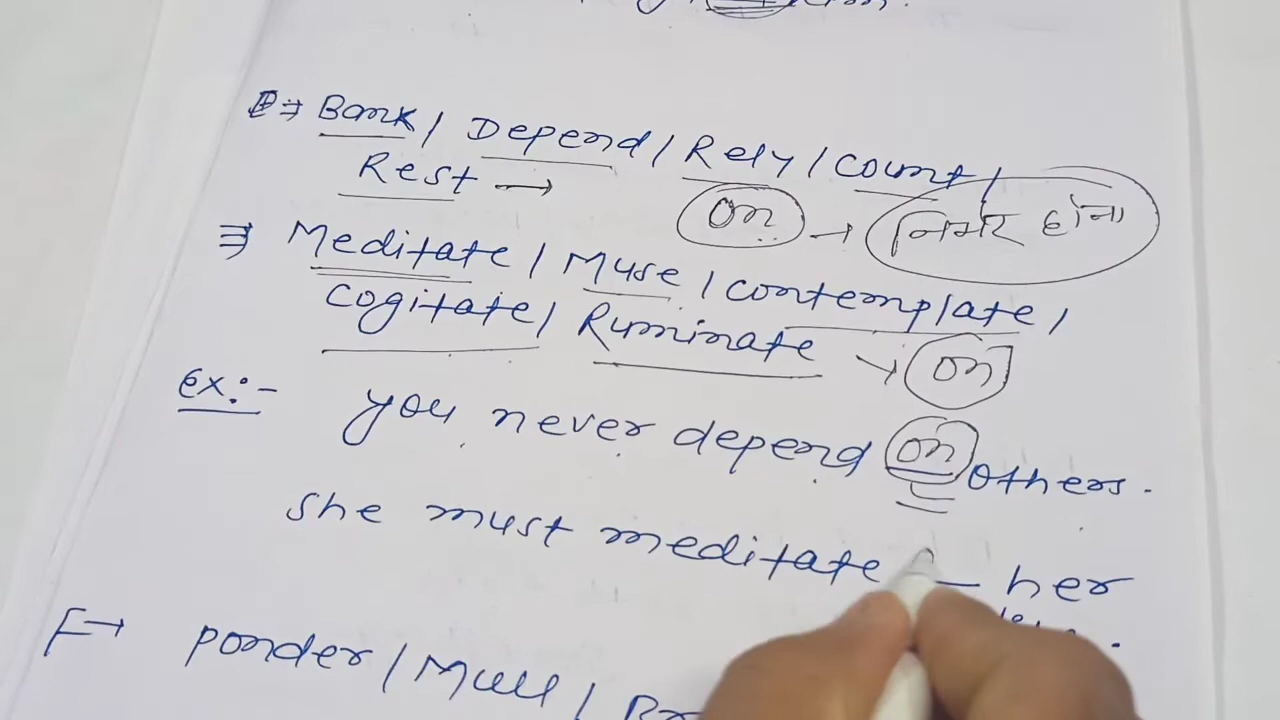 E ⇒ Bank / Depend / Rely / Count /
Rest → on → निर्भर होना
⇒ Meditate / Muse / contemplate /
Cogitate / Ruminate → on
Ex:- you never depend on others.
She must meditate _ her
F → ponder / Mull /